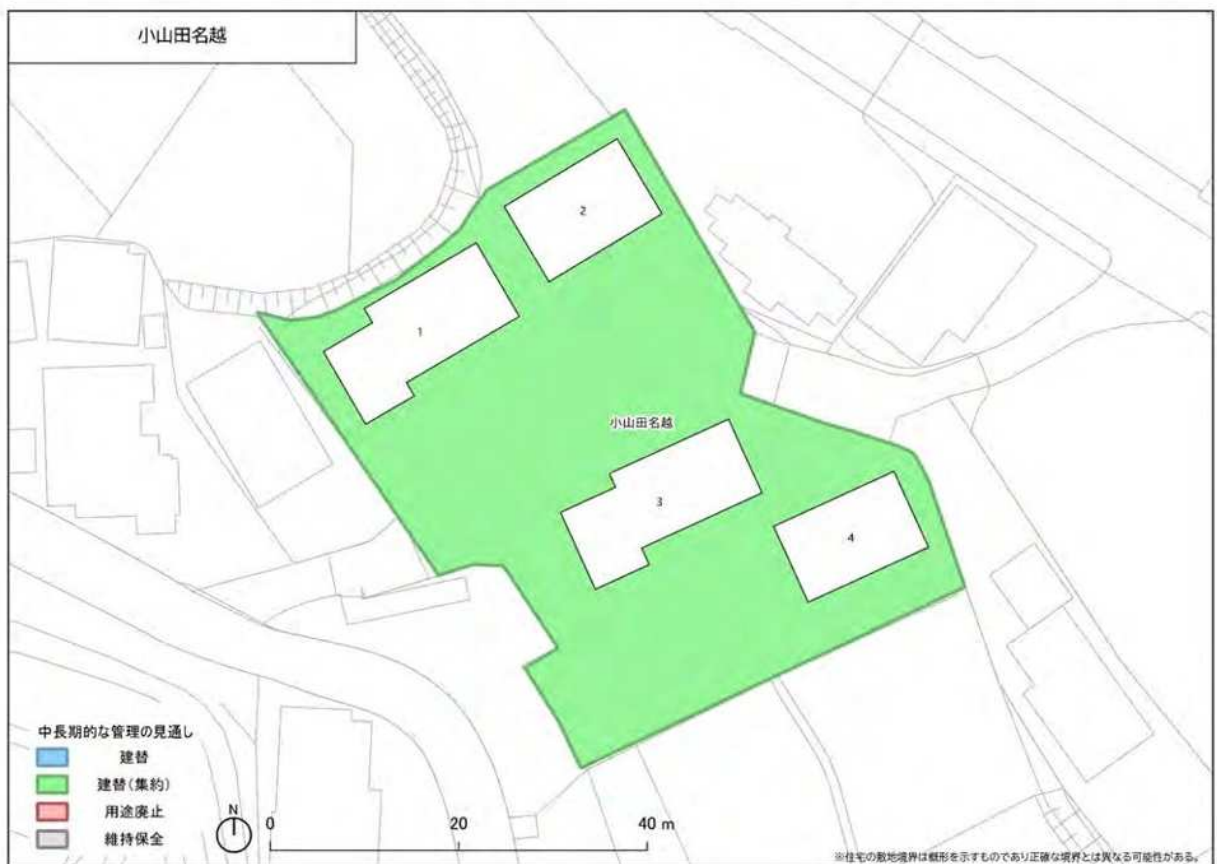 小山田名越
2
1
小山田名越
3
4
中長期的な管理の見通し
建替
建替(集約)
用途廃止
維持保全
N
0 20 40 m
※住宅の敷地境界は概形を示すものであり正確な境界とは異なる可能性がある。